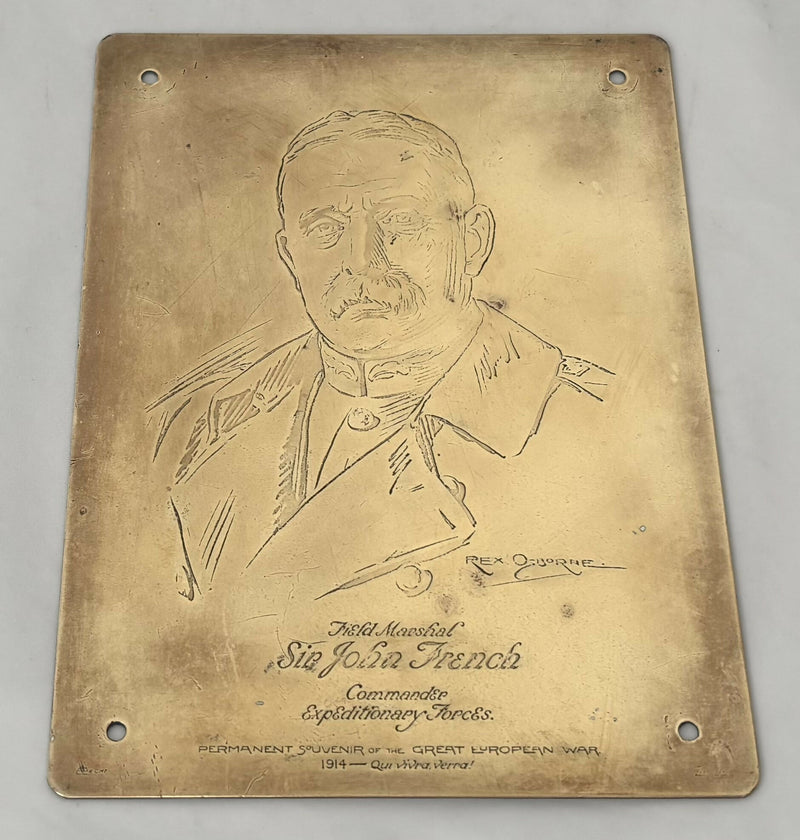 REX OSBORNE.
Field Marshal
Sir John French
Commander
Expeditionary Forces.
PERMANENT SOUVENIR OF THE GREAT EUROPEAN WAR
1914 — Qui vivra, verra!